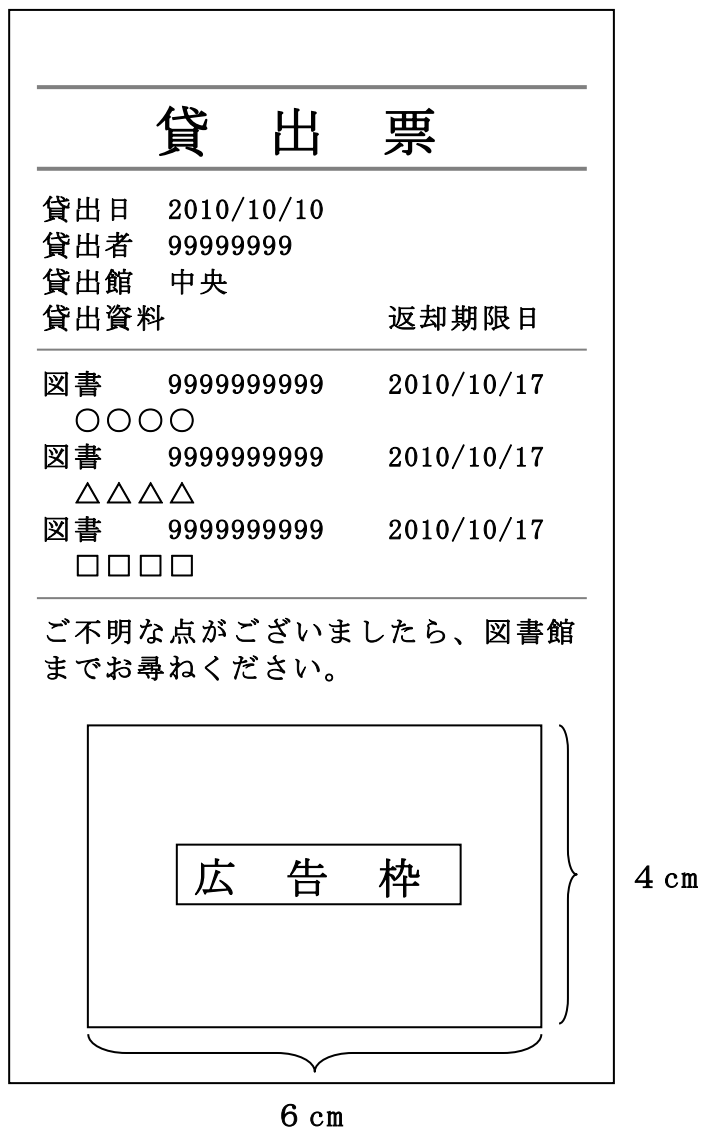 貸　出　票
貸出日　2010/10/10
貸出者　99999999
貸出館　中央
貸出資料　返却期限日
図書　9999999999　2010/10/17
○○○○
図書　9999999999　2010/10/17
△△△△
図書　9999999999　2010/10/17
□□□□
ご不明な点がございましたら、図書館
までお尋ねください。
広　告　枠
４cm
６cm